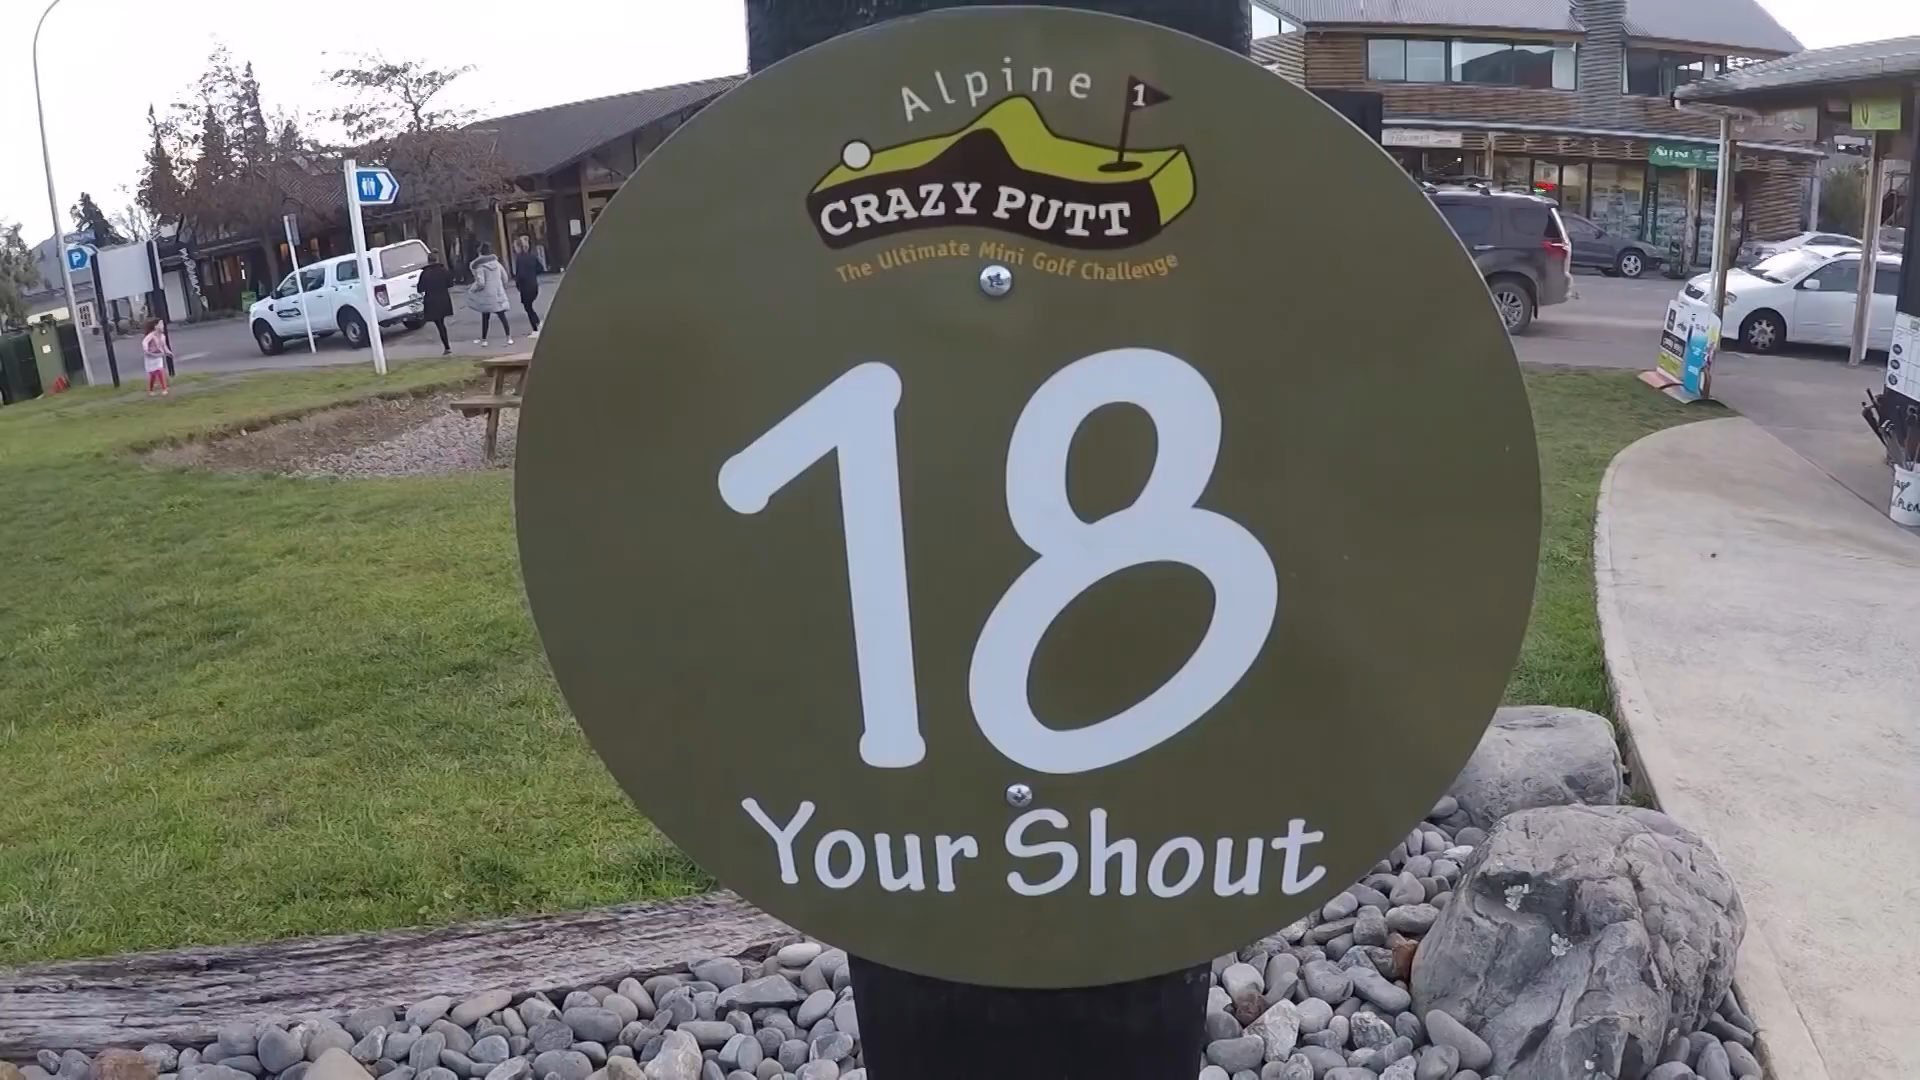 Alpine
1
CRAZY PUTT
The Ultimate Mini Golf Challenge
18
Your Shout
P